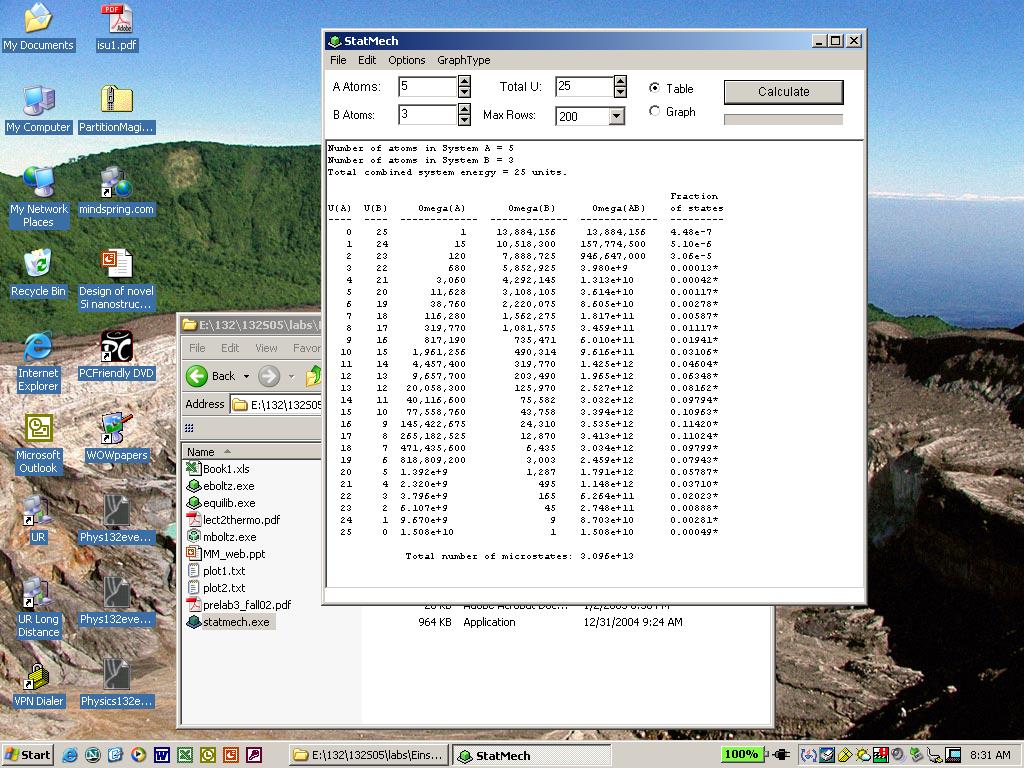 My Documents
isu1.pdf
My Computer
PartitionMagi...
My Network
Places
mindspring.com
Recycle Bin
Design of novel
Si nanostruc...
Internet
Explorer
PCFriendly DVD
Microsoft
Outlook
WOWpapers
UR
Phys132eve...
UR Long
Distance
Phys132eve...
VPN Dialer
Physics132e...
StatMech
File Edit Options GraphType
A Atoms: 5 Total U: 25 Table Calculate
B Atoms: 3 Max Rows: 200 Graph
Number of atoms in System A = 5
Number of atoms in System B = 3
Total combined system energy = 25 units.
Fraction
U(A) U(B) Omega(A) Omega(B) Omega(AB) of states
---- ---- ----------- ----------- ----------- ---------
0 25 1 13,884,156 13,884,156 4.48e-7
1 24 15 10,518,300 157,774,500 5.10e-6
2 23 120 7,888,725 946,647,000 3.06e-5
3 22 680 5,852,925 3.980e+9 0.00013*
4 21 3,060 4,292,145 1.313e+10 0.00042*
5 20 11,628 3,108,105 3.614e+10 0.00117*
6 19 38,760 2,220,075 8.605e+10 0.00278*
7 18 116,280 1,562,275 1.817e+11 0.00587*
8 17 319,770 1,081,575 3.459e+11 0.01117*
9 16 817,190 735,471 6.010e+11 0.01941*
10 15 1,961,256 490,314 9.616e+11 0.03106*
11 14 4,457,400 319,770 1.425e+12 0.04604*
12 13 9,657,700 203,490 1.965e+12 0.06348*
13 12 20,058,300 125,970 2.527e+12 0.08162*
14 11 40,116,600 75,582 3.032e+12 0.09794*
15 10 77,558,760 43,758 3.394e+12 0.10963*
16 9 145,422,675 24,310 3.535e+12 0.11420*
17 8 265,182,525 12,870 3.413e+12 0.11024*
18 7 471,435,600 6,435 3.034e+12 0.09799*
19 6 818,809,200 3,003 2.459e+12 0.07943*
20 5 1.392e+9 1,287 1.791e+12 0.05787*
21 4 2.320e+9 495 1.148e+12 0.03710*
22 3 3.796e+9 165 6.264e+11 0.02023*
23 2 6.107e+9 45 2.748e+11 0.00888*
24 1 9.670e+9 9 8.703e+10 0.00281*
25 0 1.508e+10 1 1.508e+10 0.00049*
Total number of microstates: 3.096e+13
E:\132\132S05\labs\
File Edit View Favor
Back
Address E:\132\132S05
Name
Book1.xls
eboltz.exe
equilib.exe
lect2thermo.pdf
mboltz.exe
MM_web.ppt
plot1.txt
plot2.txt
prelab3_fall02.pdf
statmech.exe 964 KB Application 12/31/2004 9:24 AM
Start E:\132\132S05\labs\Eins... StatMech 100% 8:31 AM